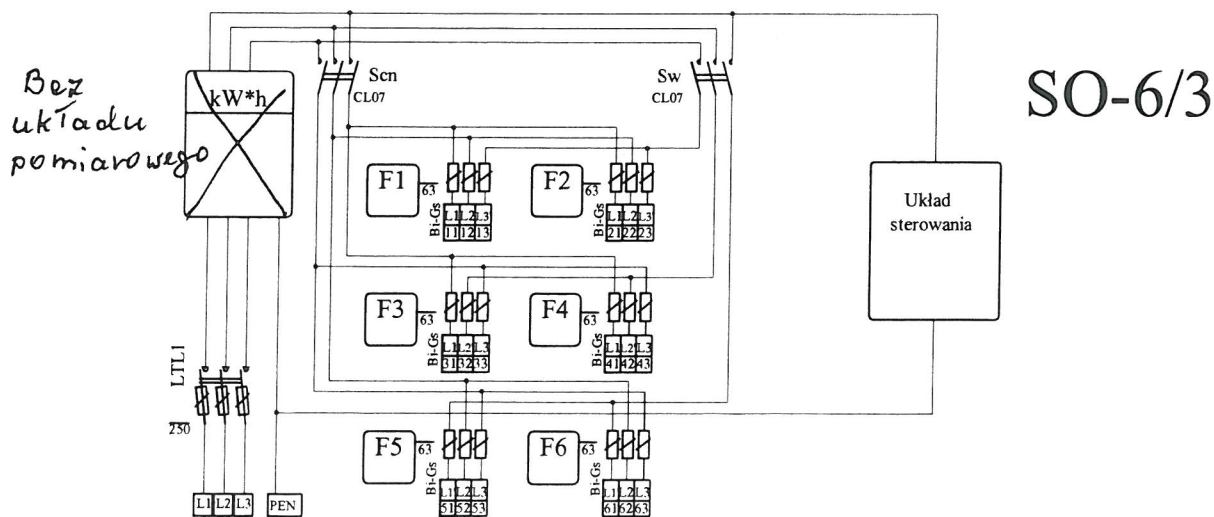 Bez
układu
pomiarowego
kW*h
Scn
CL07
Sw
CL07
SO-6/3
Układ
sterowania
F1
63
Bi-Gs
L1 L2 L3'
11 12 13
F2
63
L1 L2 L3'
21 22 23
F3
63
Bi-Gs
L1 L2' L3
31 32 33
F4
63
Bi-Gs
L1 L2' L3
41 42 43
F5
63
Bi-Gs
L1' L2 L3
51 52 53
F6
63
Bi-Gs
L1' L2 L3
61 62 63
LTL1
250
L1 L2 L3 PEN